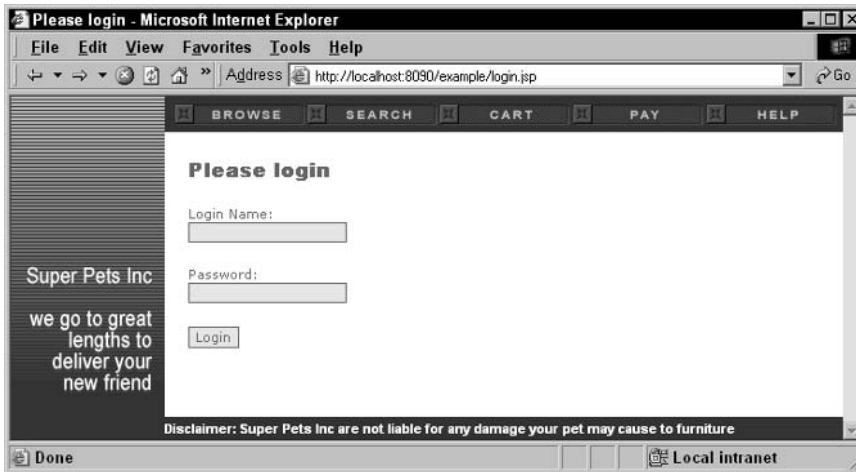 Please login - Microsoft Internet Explorer
File Edit View Favorites Tools Help
» Address http://localhost:8090/example/login.jsp Go
BROWSE SEARCH CART PAY HELP
Please login
Login Name:
Password:
Login
Super Pets Inc
we go to great
lengths to
deliver your
new friend
Disclaimer: Super Pets Inc are not liable for any damage your pet may cause to furniture
Done Local intranet